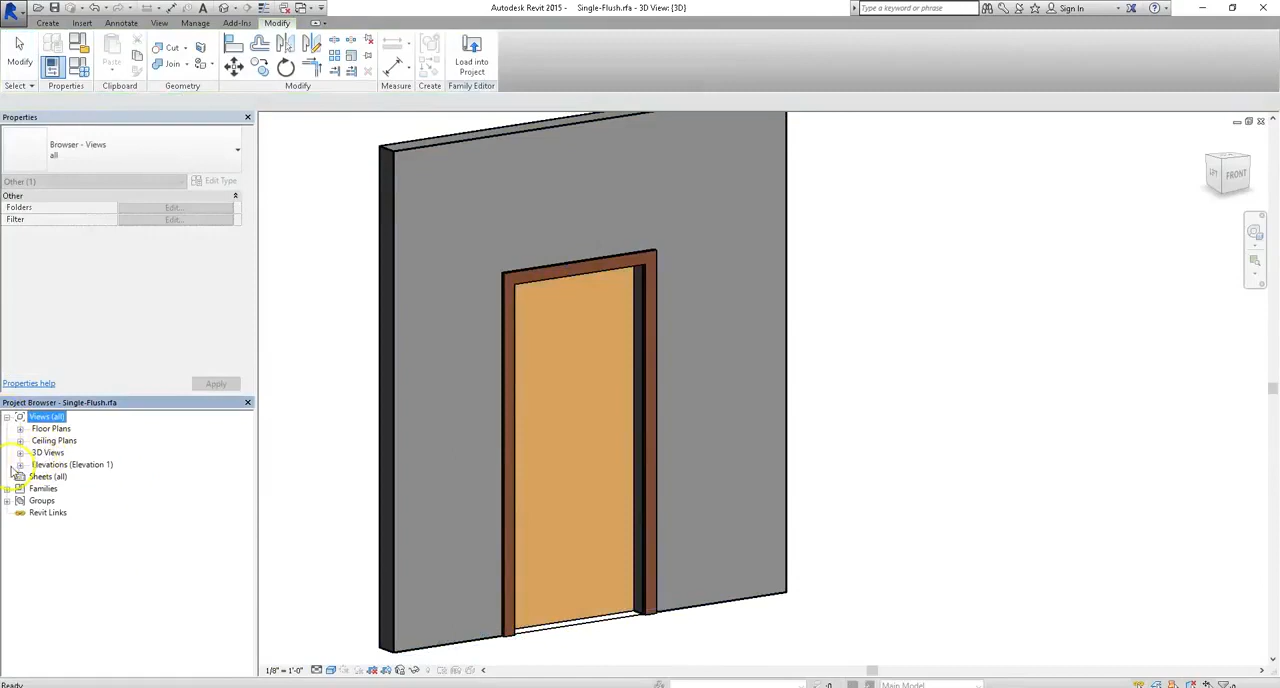 Autodesk Revit 2015 - Single-Flush.rfa - 3D View: {3D}
Type a keyword or phrase
Sign In
Create Insert Annotate View Manage Add-Ins Modify
Modify
Paste
Cut
Join
Load into
Project
Select Properties Clipboard Geometry Modify Measure Create Family Editor
Properties
Browser - Views
all
Other (1)
Edit Type
Other
Folders Edit...
Filter Edit...
Properties help
Apply
Project Browser - Single-Flush.rfa
Views (all)
Floor Plans
Ceiling Plans
3D Views
Elevations (Elevation 1)
Sheets (all)
Families
Groups
Revit Links
LEFT FRONT
1/8" = 1'-0"
Ready
:0
Main Model